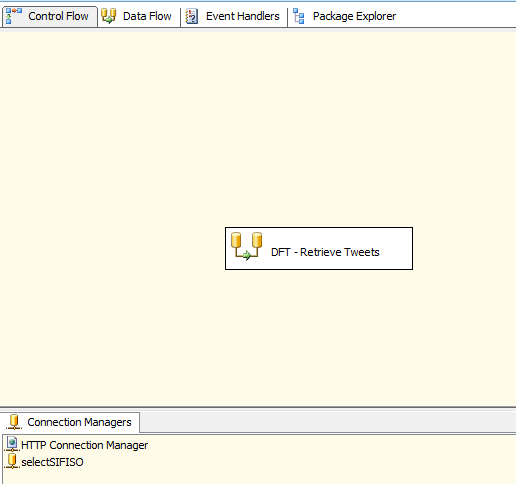 Control Flow Data Flow Event Handlers Package Explorer
DFT - Retrieve Tweets
Connection Managers
HTTP Connection Manager
selectSIFISO